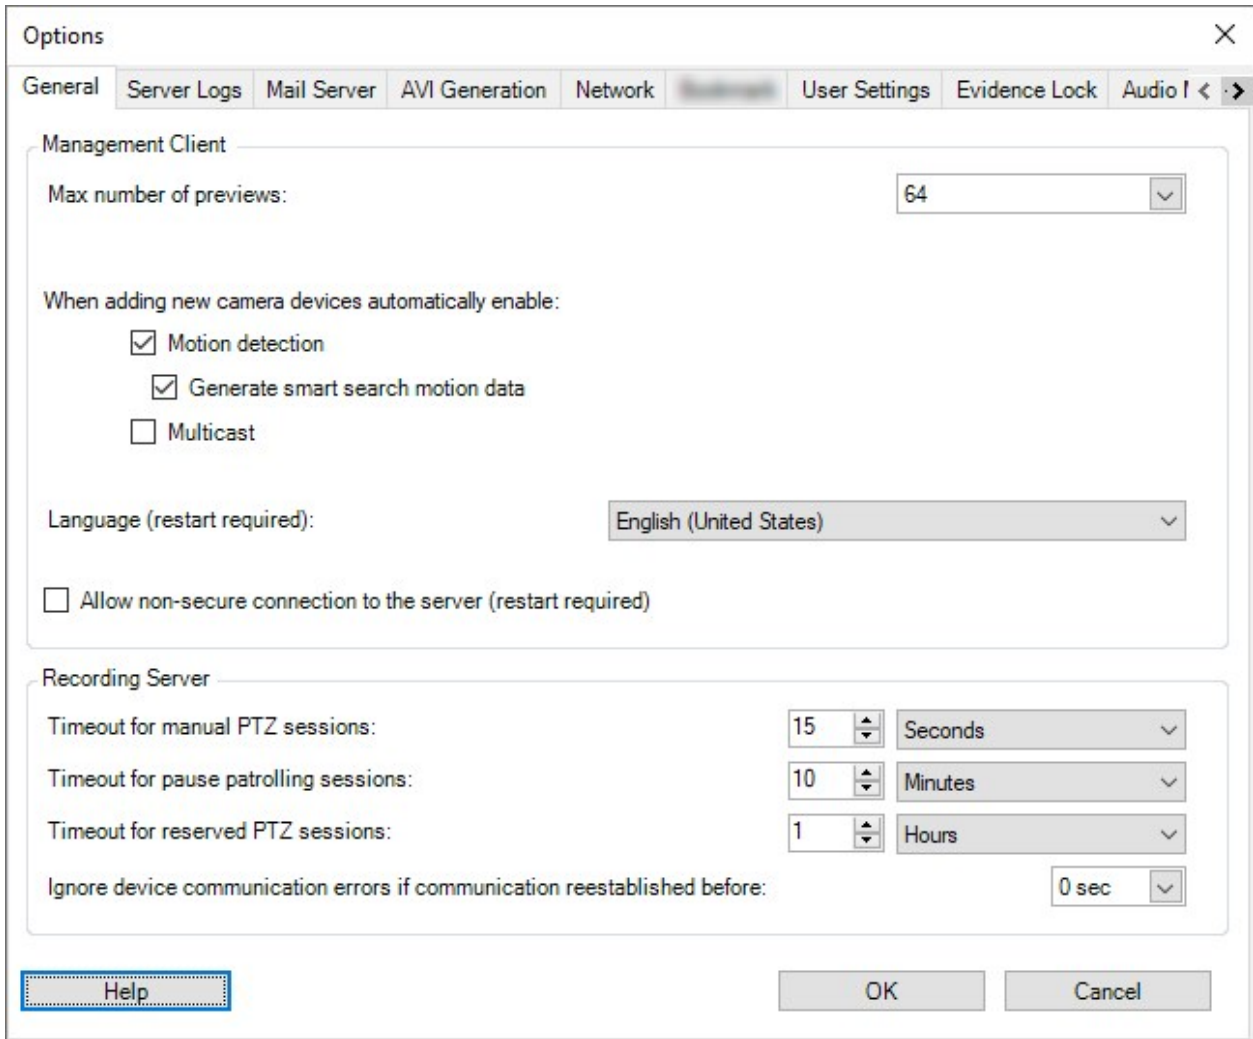 Options
General Server Logs Mail Server AVI Generation Network User Settings Evidence Lock Audio
Management Client
Max number of previews: 64
When adding new camera devices automatically enable:
Motion detection
Generate smart search motion data
Multicast
Language (restart required): English (United States)
Allow non-secure connection to the server (restart required)
Recording Server
Timeout for manual PTZ sessions: 15 Seconds
Timeout for pause patrolling sessions: 10 Minutes
Timeout for reserved PTZ sessions: 1 Hours
Ignore device communication errors if communication reestablished before: 0 sec
Help OK Cancel